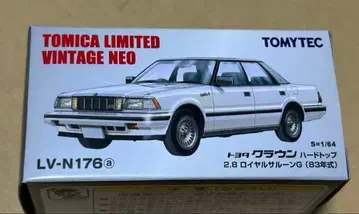 TOMICA LIMITED
VINTAGE NEO
TOMYTEC
S=1/64
トヨタ クラウン ハードトップ
2.8 ロイヤルサルーンG ('83年式)
LV-N176ⓐ